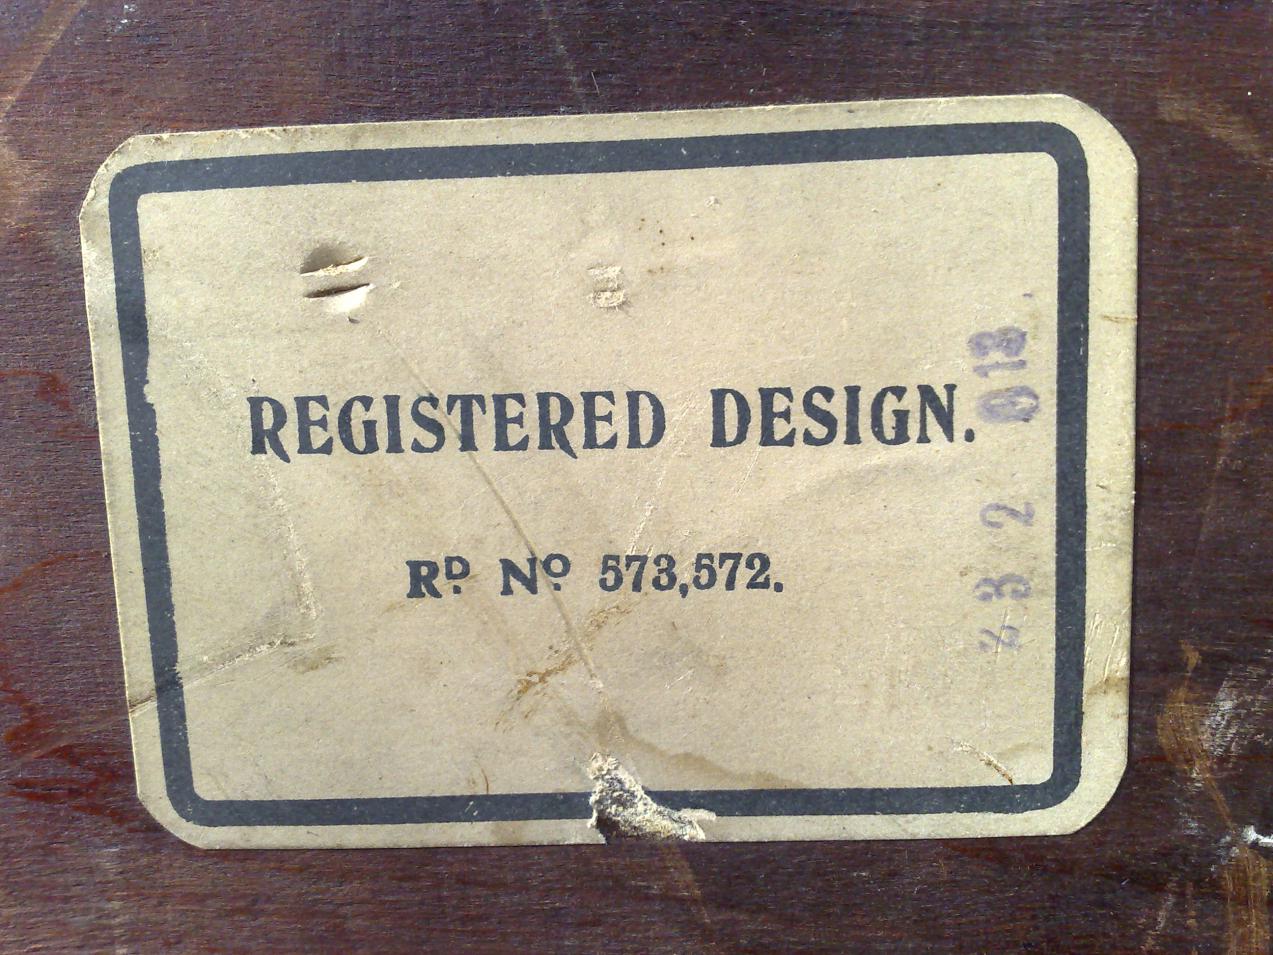 REGISTERED DESIGN.
Rᴰ. Nº 573,572.